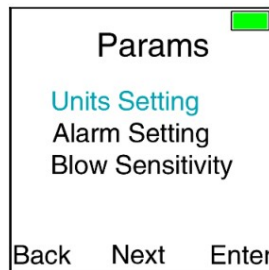 Params
Units Setting
Alarm Setting
Blow Sensitivity
Back Next Enter